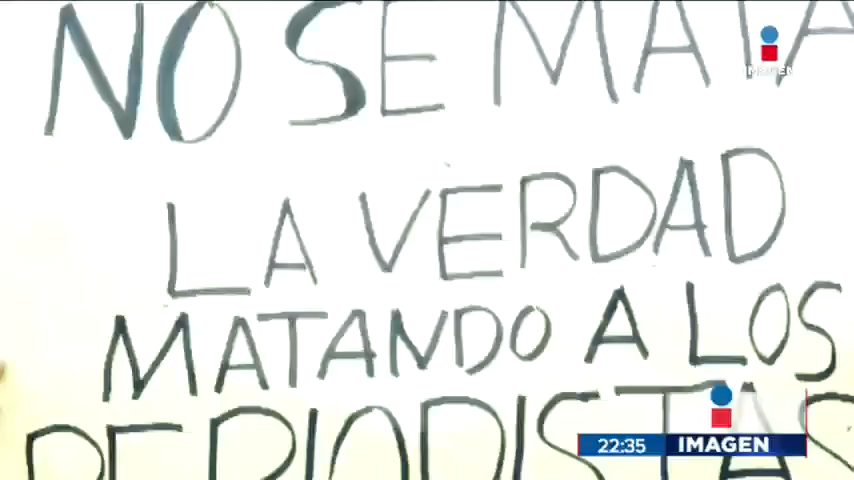 NO SE MATA
IMAGEN
LA VERDAD
MATANDO A LOS
PERIODISTAS
22:35 IMAGEN